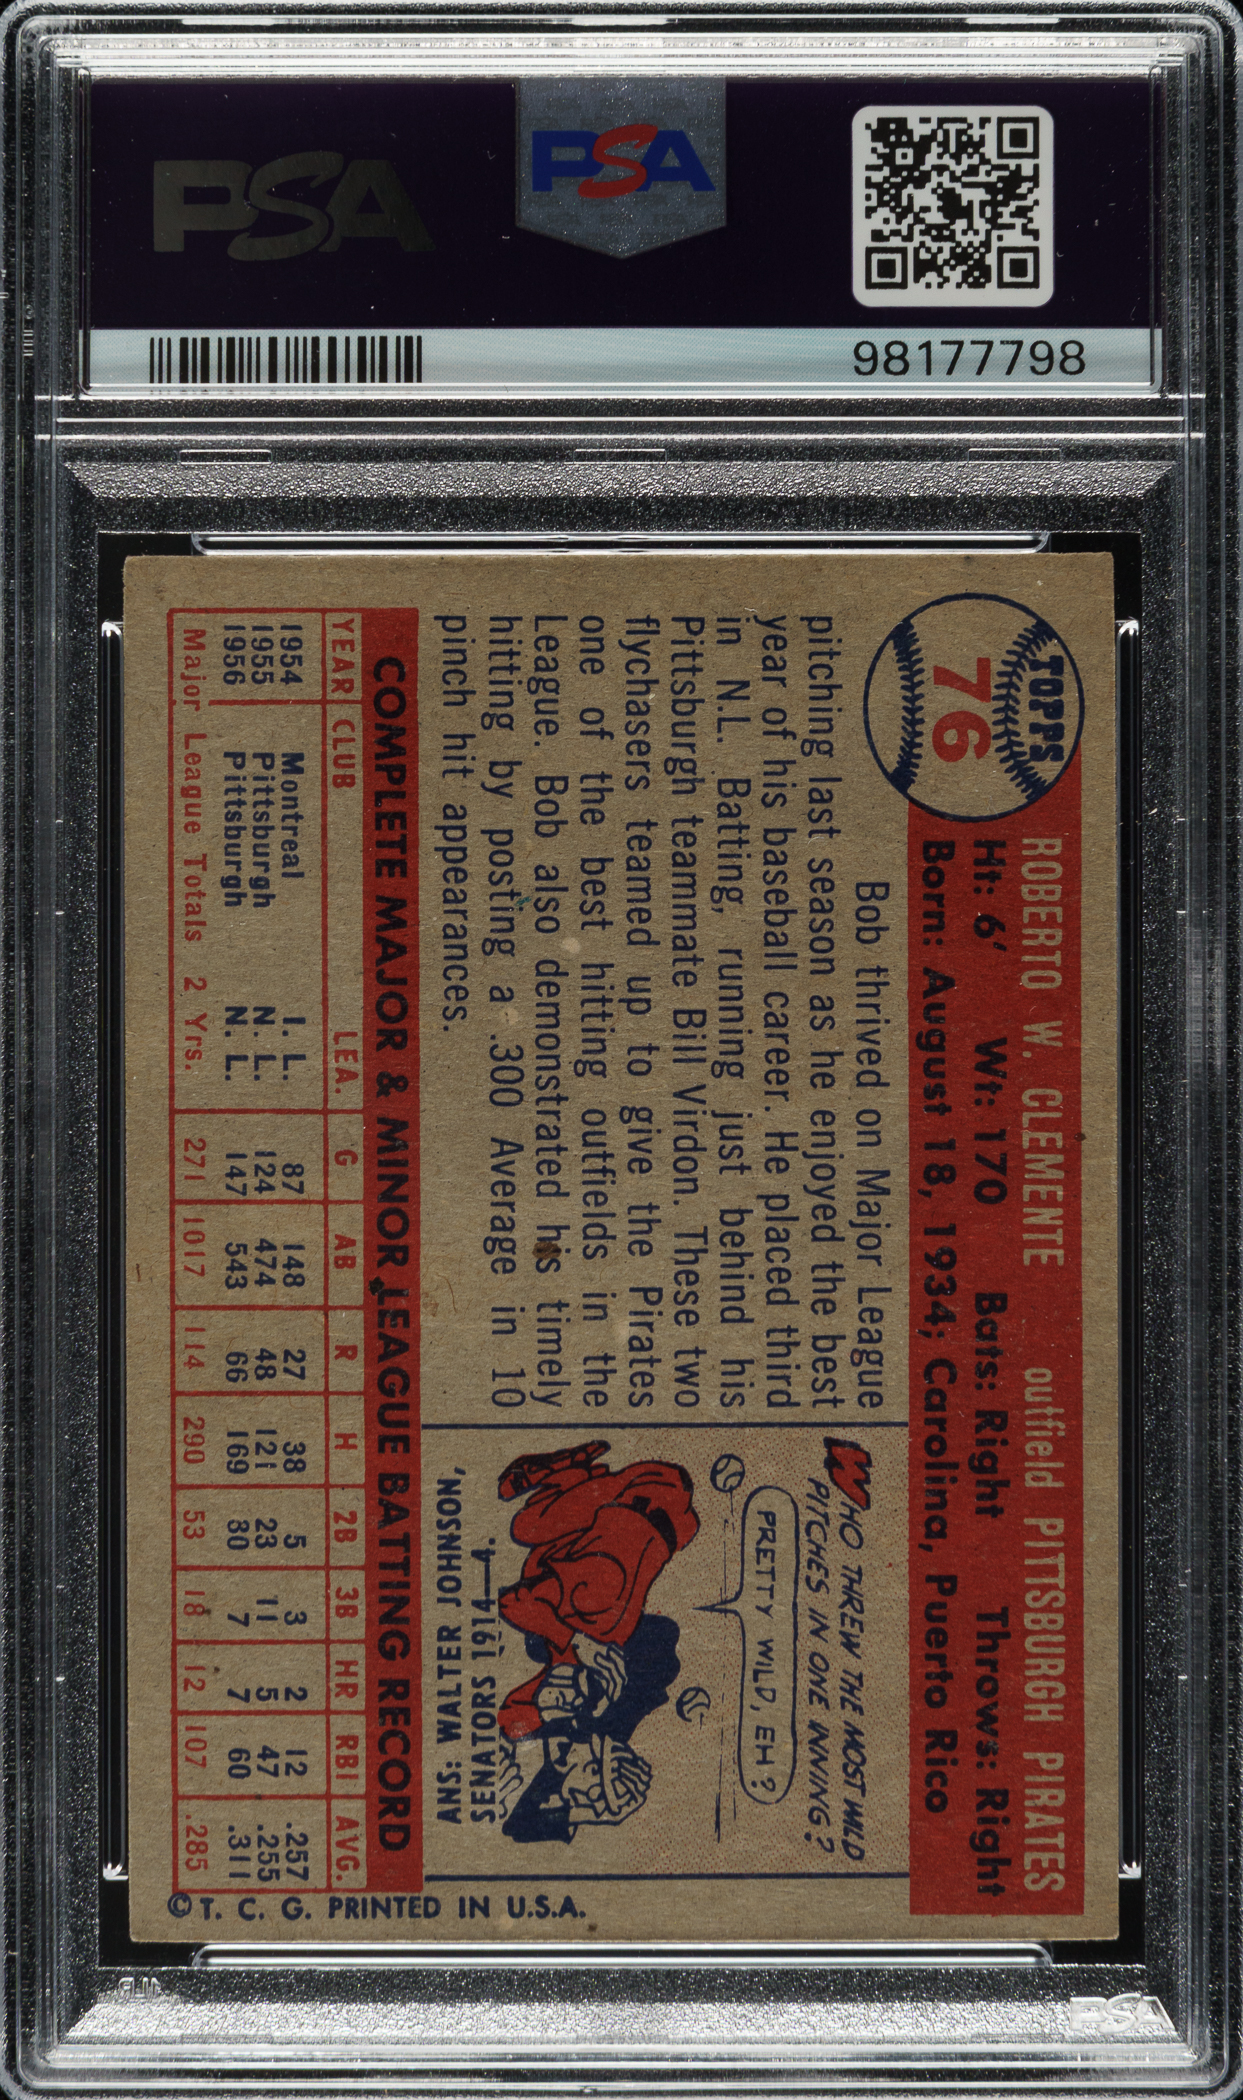 PSA
PSA
98177798
TOPPS
76
ROBERTO W. CLEMENTE outfield PITTSBURGH PIRATES
Ht: 6' Wt: 170 Bats: Right Throws: Right
Born: August 18, 1934; Carolina, Puerto Rico
Bob thrived on Major League
pitching last season as he enjoyed the best
year of his baseball career. He placed third
in N.L. Batting, running just behind his
Pittsburgh teammate Bill Virdon. These two
flychasers teamed up to give the Pirates
one of the best hitting outfields in the
League. Bob also demonstrated his timely
hitting by posting a .300 Average in 10
pinch hit appearances.
WHO THREW THE MOST WILD
PITCHES IN ONE INNING?
PRETTY WILD, EH?
ANS: WALTER JOHNSON,
SENATORS 1914—4.
COMPLETE MAJOR & MINOR LEAGUE BATTING RECORD
YEAR CLUB LEA. G AB R H 2B 3B HR RBI AVG.
1954 Montreal I. L. 87 148 27 38 5 3 2 12 .257
1955 Pittsburgh N. L. 124 474 48 121 23 11 5 47 .255
1956 Pittsburgh N. L. 147 543 66 169 80 7 7 60 .311
Major League Totals 2 Yrs. 271 1017 114 290 53 18 12 107 .285
© T. C. G. PRINTED IN U.S.A.
PSA